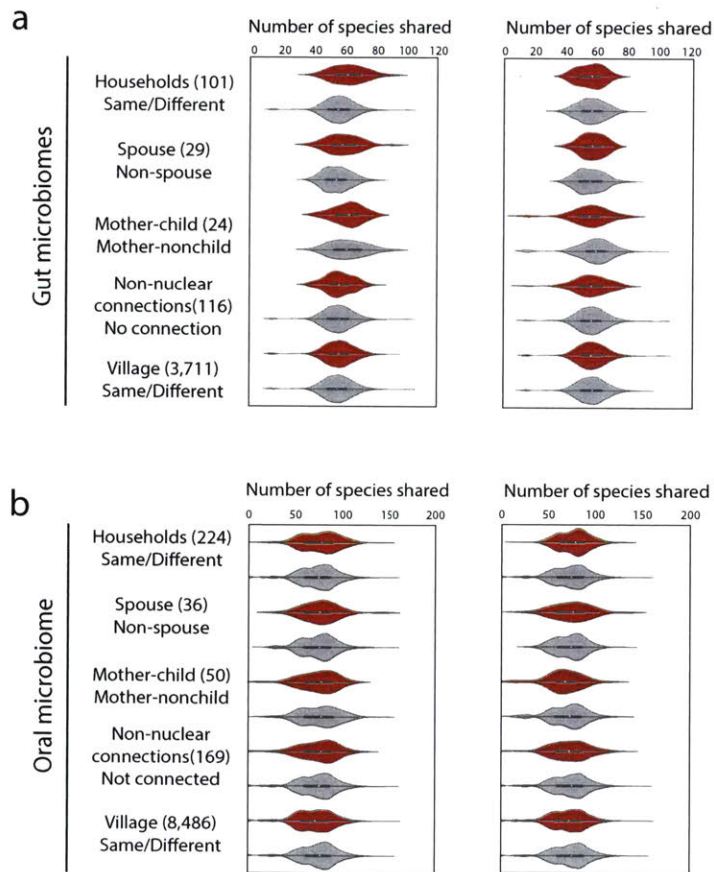 a
Number of species shared
Number of species shared
0 20 40 60 80 100 120
0 20 40 60 80 100 120
Gut microbiomes
Households (101)
Same/Different
Spouse (29)
Non-spouse
Mother-child (24)
Mother-nonchild
Non-nuclear
connections(116)
No connection
Village (3,711)
Same/Different
b
Number of species shared
Number of species shared
0 50 100 150 200
0 50 100 150 200
Oral microbiome
Households (224)
Same/Different
Spouse (36)
Non-spouse
Mother-child (50)
Mother-nonchild
Non-nuclear
connections(169)
Not connected
Village (8,486)
Same/Different